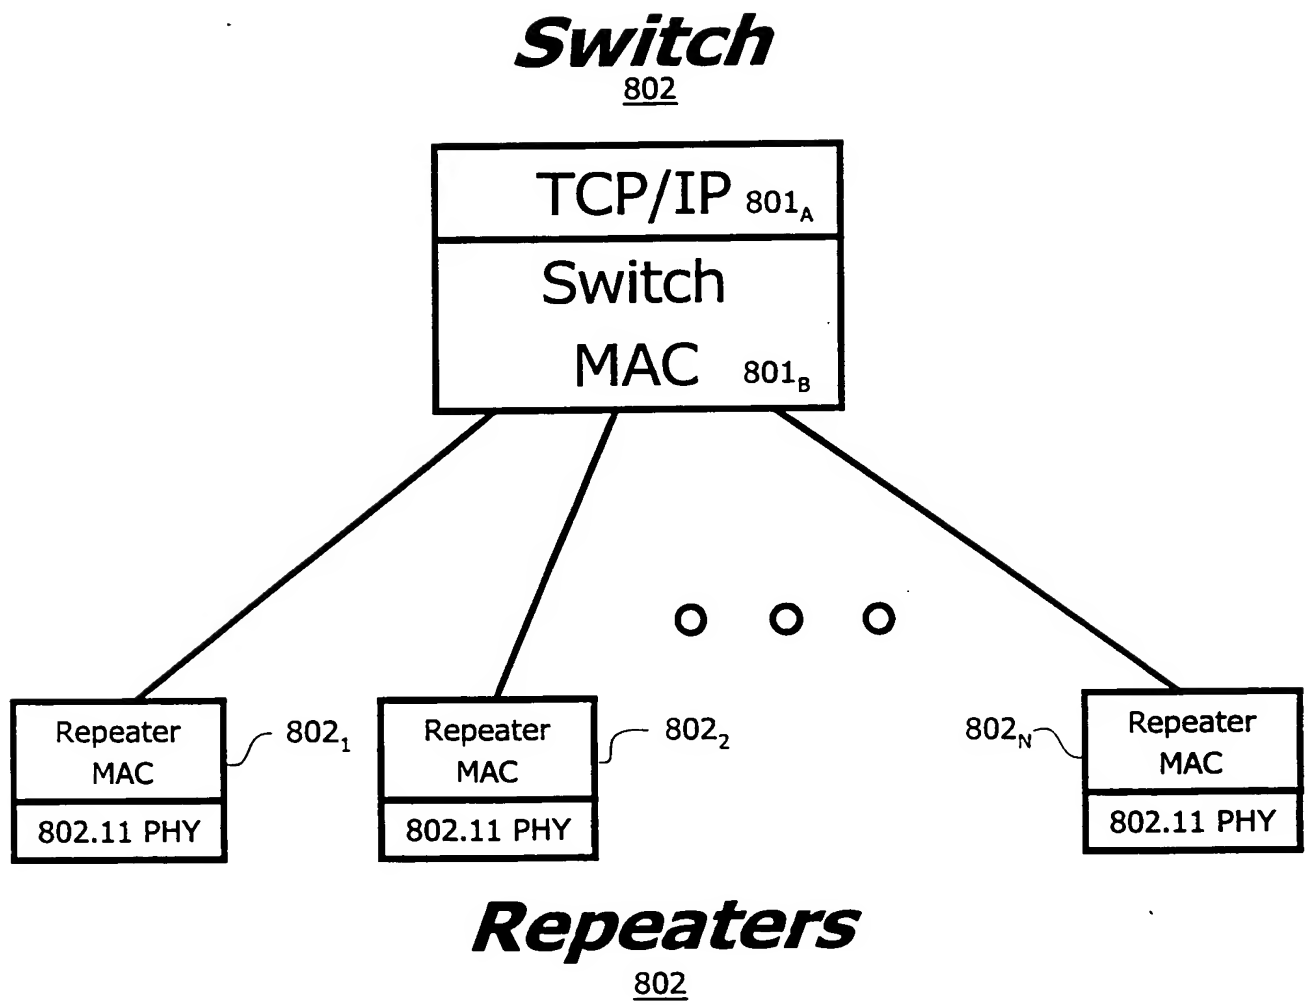 Switch
802
TCP/IP 801A
Switch
MAC 801B
Repeater
MAC
802.11 PHY
8021
Repeater
MAC
802.11 PHY
8022
802N
Repeater
MAC
802.11 PHY
Repeaters
802